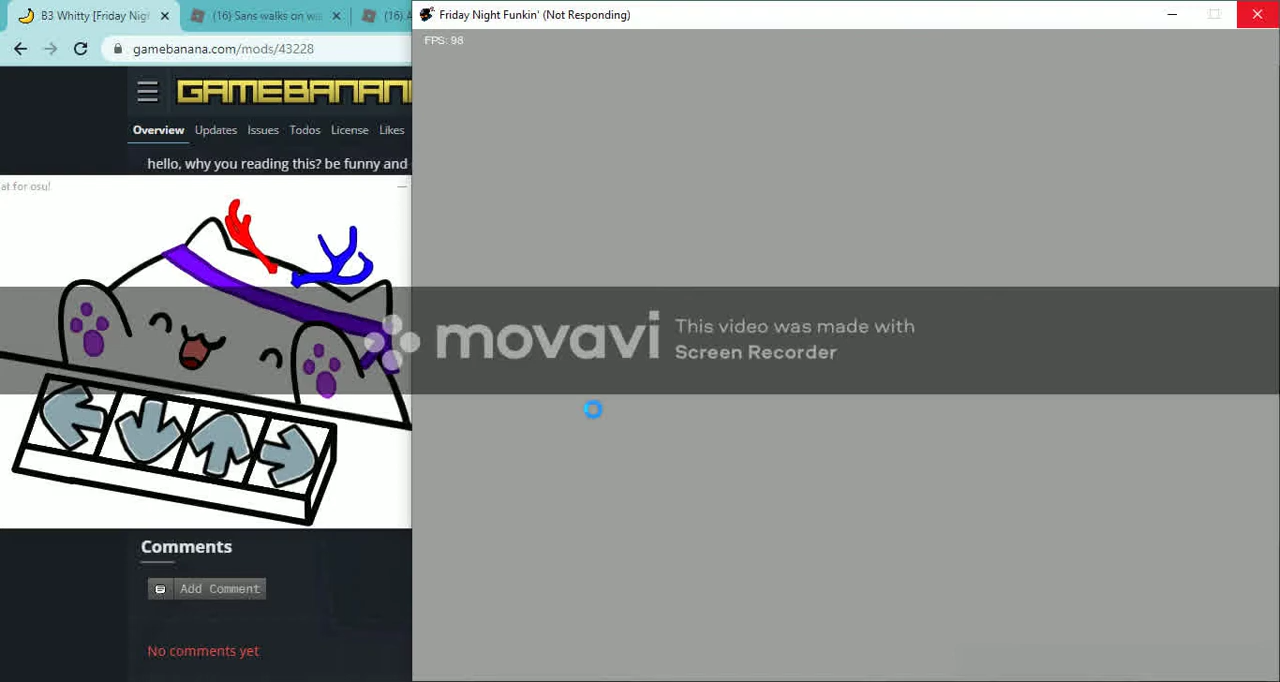 B3 Whitty [Friday Nig
(16) Sans walks on wa
(16)
Friday Night Funkin' (Not Responding)
gamebanana.com/mods/43228
FPS: 98
GAMEBANANA
Overview Updates Issues Todos License Likes
hello, why you reading this? be funny and
at for osu!
movavi
This video was made with
Screen Recorder
Comments
Add Comment
No comments yet